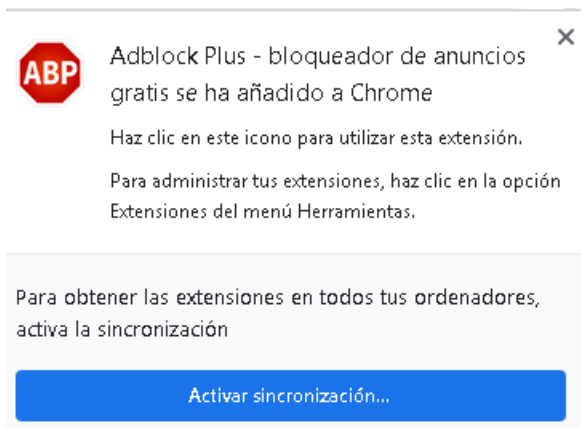 ABP
Adblock Plus - bloqueador de anuncios
gratis se ha añadido a Chrome
Haz clic en este icono para utilizar esta extensión.
Para administrar tus extensiones, haz clic en la opción
Extensiones del menú Herramientas.
Para obtener las extensiones en todos tus ordenadores,
activa la sincronización
Activar sincronización...